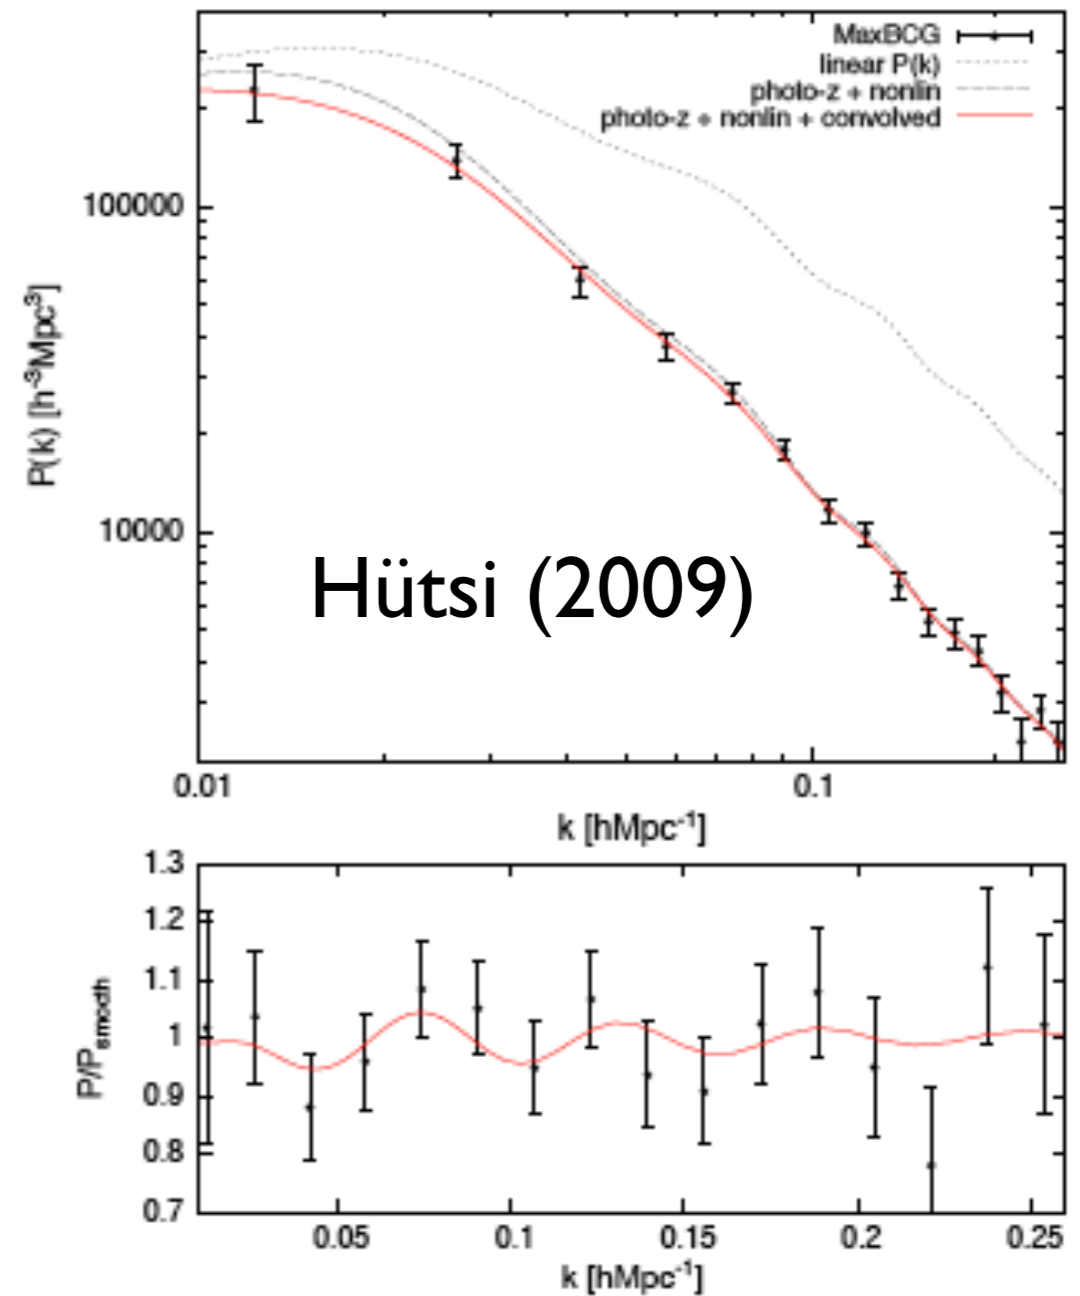 MaxBCG
linear P(k)
photo-z + nonlin
photo-z + nonlin + convolved
100000
10000
P(k) [h⁻³Mpc³]
Hütsi (2009)
0.01 0.1
k [hMpc⁻¹]
1.3
1.2
1.1
1
0.9
0.8
0.7
P/Psmooth
0.05 0.1 0.15 0.2 0.25
k [hMpc⁻¹]